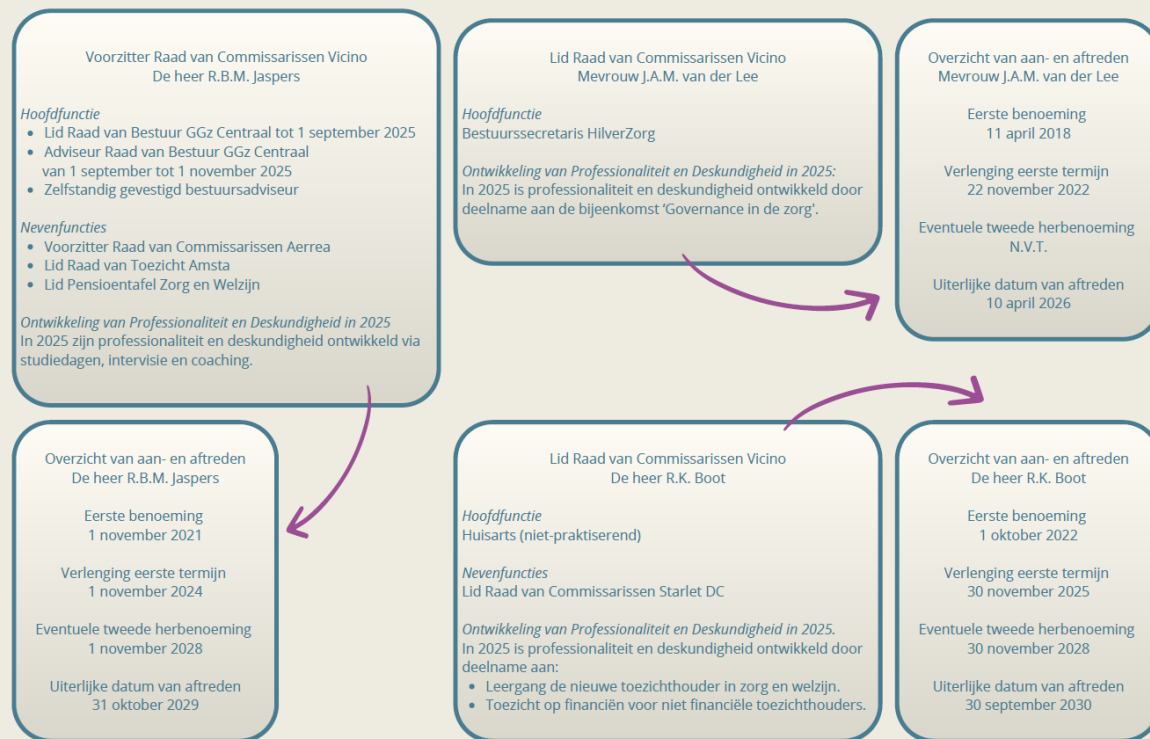 Voorzitter Raad van Commissarissen Vicino
De heer R.B.M. Jaspers
Hoofdfunctie
• Lid Raad van Bestuur GGz Centraal tot 1 september 2025
• Adviseur Raad van Bestuur GGz Centraal
van 1 september tot 1 november 2025
• Zelfstandig gevestigd bestuursadviseur
Nevenfuncties
• Voorzitter Raad van Commissarissen Aerrea
• Lid Raad van Toezicht Amsta
• Lid Pensioentafel Zorg en Welzijn
Ontwikkeling van Professionaliteit en Deskundigheid in 2025
In 2025 zijn professionaliteit en deskundigheid ontwikkeld via
studiedagen, intervisie en coaching.
Overzicht van aan- en aftreden
De heer R.B.M. Jaspers
Eerste benoeming
1 november 2021
Verlenging eerste termijn
1 november 2024
Eventuele tweede herbenoeming
1 november 2028
Uiterlijke datum van aftreden
31 oktober 2029
Lid Raad van Commissarissen Vicino
Mevrouw J.A.M. van der Lee
Hoofdfunctie
Bestuurssecretaris HilverZorg
Ontwikkeling van Professionaliteit en Deskundigheid in 2025:
In 2025 is professionaliteit en deskundigheid ontwikkeld door
deelname aan de bijeenkomst ‘Governance in de zorg’.
Overzicht van aan- en aftreden
Mevrouw J.A.M. van der Lee
Eerste benoeming
11 april 2018
Verlenging eerste termijn
22 november 2022
Eventuele tweede herbenoeming
N.V.T.
Uiterlijke datum van aftreden
10 april 2026
Lid Raad van Commissarissen Vicino
De heer R.K. Boot
Hoofdfunctie
Huisarts (niet-praktiserend)
Nevenfuncties
Lid Raad van Commissarissen Starlet DC
Ontwikkeling van Professionaliteit en Deskundigheid in 2025.
In 2025 is professionaliteit en deskundigheid ontwikkeld door
deelname aan:
• Leergang de nieuwe toezichthouder in zorg en welzijn.
• Toezicht op financiën voor niet financiële toezichthouders.
Overzicht van aan- en aftreden
De heer R.K. Boot
Eerste benoeming
1 oktober 2022
Verlenging eerste termijn
30 november 2025
Eventuele tweede herbenoeming
30 november 2028
Uiterlijke datum van aftreden
30 september 2030